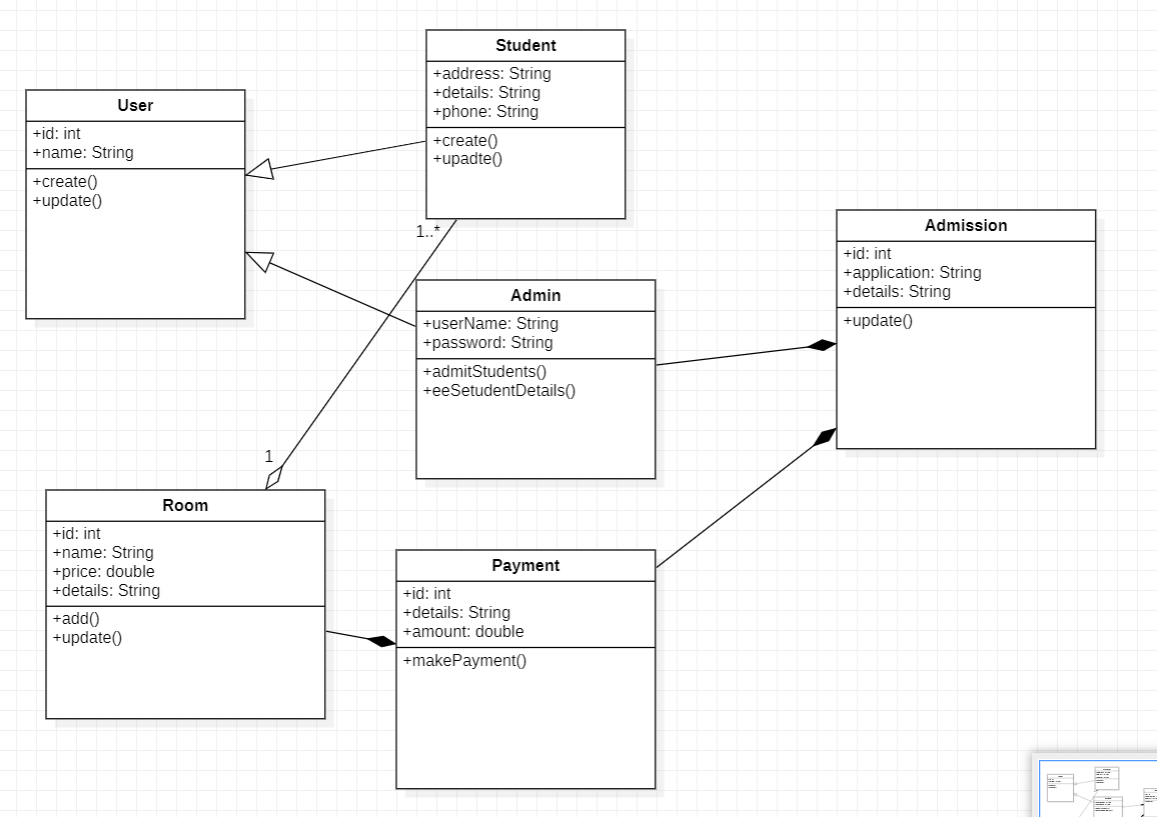 Student
+address: String
+details: String
+phone: String
+create()
+upadte()
User
+id: int
+name: String
+create()
+update()
1..*
Admission
+id: int
+application: String
+details: String
+update()
Admin
+userName: String
+password: String
+admitStudents()
+eeSetudentDetails()
1
Room
+id: int
+name: String
+price: double
+details: String
+add()
+update()
Payment
+id: int
+details: String
+amount: double
+makePayment()